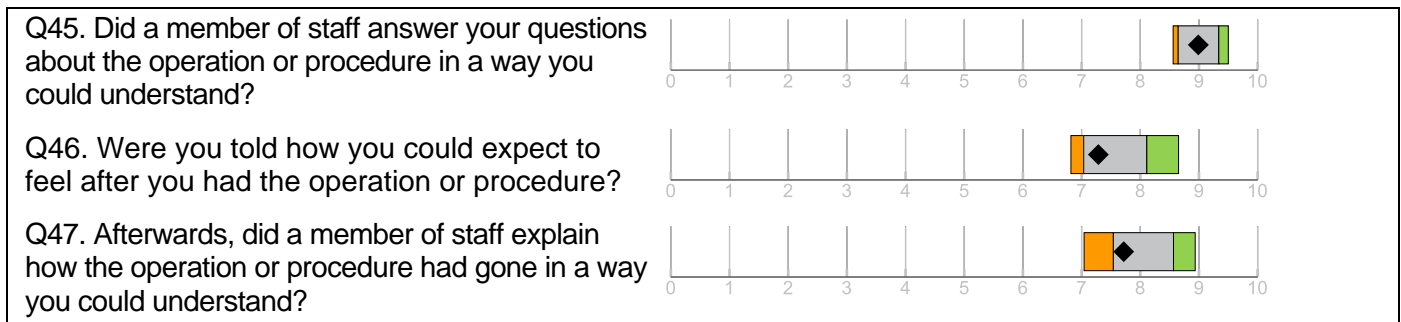 Q45. Did a member of staff answer your questions
about the operation or procedure in a way you
could understand?
0 1 2 3 4 5 6 7 8 9 10
Q46. Were you told how you could expect to
feel after you had the operation or procedure?
0 1 2 3 4 5 6 7 8 9 10
Q47. Afterwards, did a member of staff explain
how the operation or procedure had gone in a way
you could understand?
0 1 2 3 4 5 6 7 8 9 10